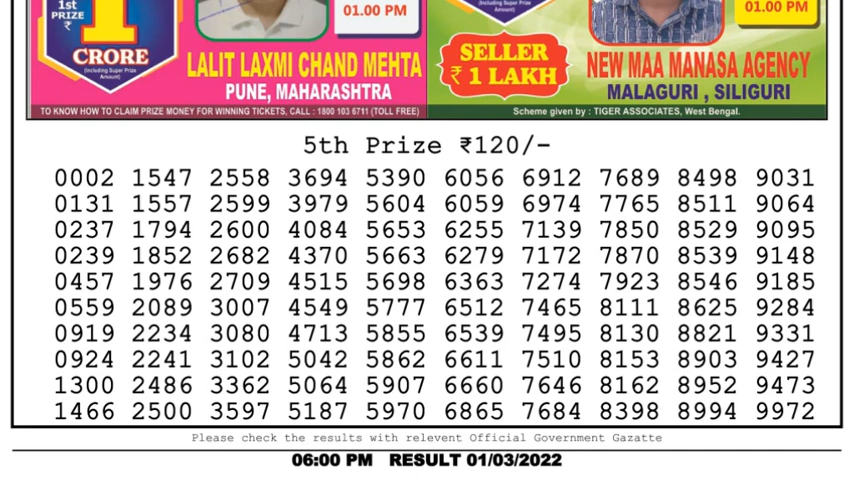 1st
PRIZE
₹
1
CRORE
(Including Super Prize
Amount)
01.00 PM
LALIT LAXMI CHAND MEHTA
PUNE, MAHARASHTRA
TO KNOW HOW TO CLAIM PRIZE MONEY FOR WINNING TICKETS, CALL : 1800 103 6711 (TOLL FREE)
(Including Super Prize
Amount)
01.00 PM
SELLER
₹ 1 LAKH
NEW MAA MANASA AGENCY
MALAGURI , SILIGURI
Scheme given by : TIGER ASSOCIATES, West Bengal.
5th Prize ₹120/-
0002 1547 2558 3694 5390 6056 6912 7689 8498 9031
0131 1557 2599 3979 5604 6059 6974 7765 8511 9064
0237 1794 2600 4084 5653 6255 7139 7850 8529 9095
0239 1852 2682 4370 5663 6279 7172 7870 8539 9148
0457 1976 2709 4515 5698 6363 7274 7923 8546 9185
0559 2089 3007 4549 5777 6512 7465 8111 8625 9284
0919 2234 3080 4713 5855 6539 7495 8130 8821 9331
0924 2241 3102 5042 5862 6611 7510 8153 8903 9427
1300 2486 3362 5064 5907 6660 7646 8162 8952 9473
1466 2500 3597 5187 5970 6865 7684 8398 8994 9972
Please check the results with relevent Official Government Gazatte
06:00 PM RESULT 01/03/2022